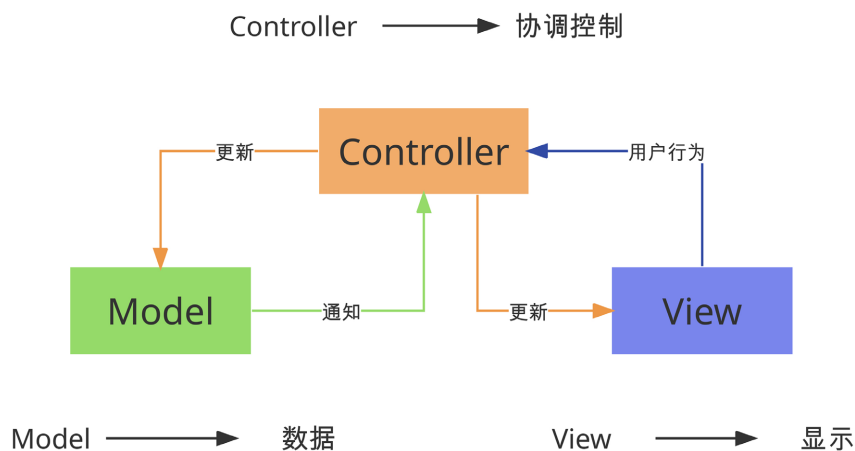 Controller 协调控制
更新 Controller 用户行为
Model 通知 更新 View
Model 数据 View 显示